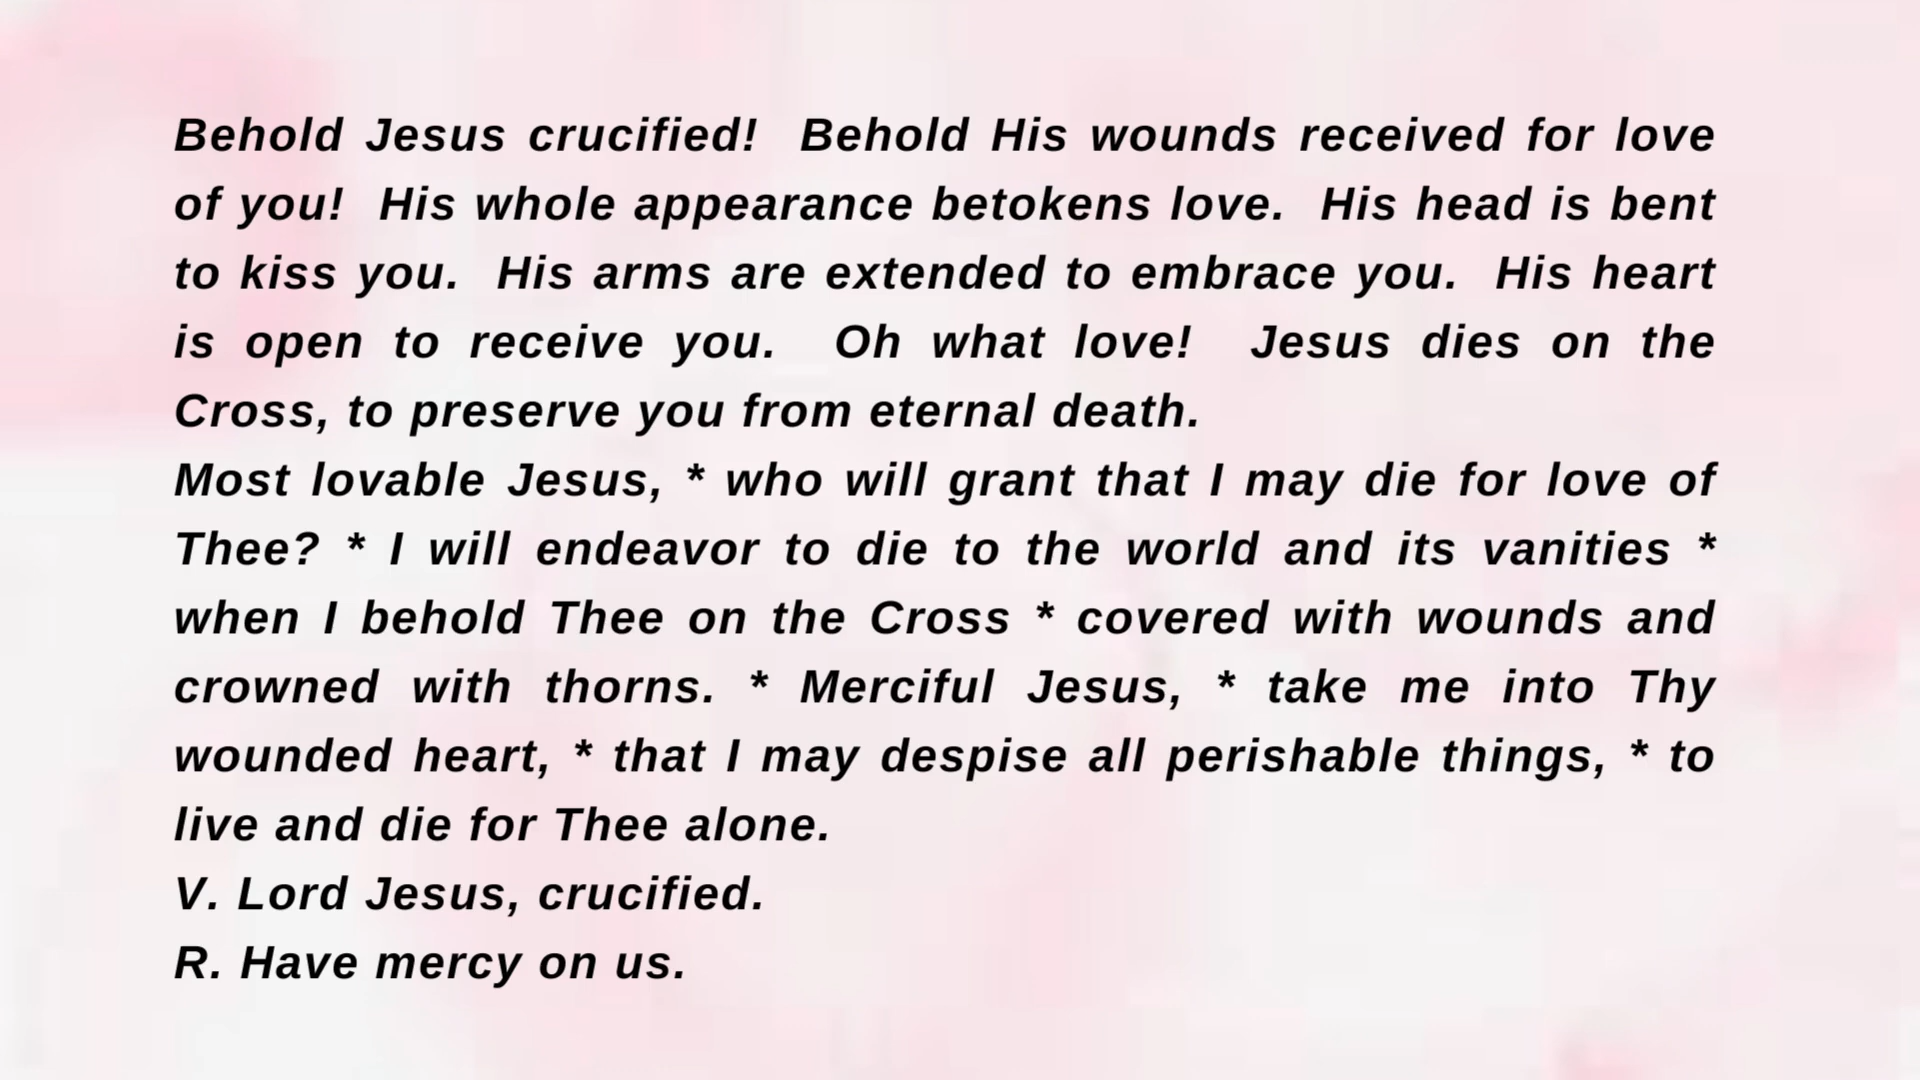 Behold Jesus crucified!  Behold His wounds received for love
of you!  His whole appearance betokens love.  His head is bent
to kiss you.  His arms are extended to embrace you.  His heart
is open to receive you.  Oh what love!  Jesus dies on the
Cross, to preserve you from eternal death.
Most lovable Jesus, * who will grant that I may die for love of
Thee? * I will endeavor to die to the world and its vanities *
when I behold Thee on the Cross * covered with wounds and
crowned with thorns. * Merciful Jesus, * take me into Thy
wounded heart, * that I may despise all perishable things, * to
live and die for Thee alone.
V. Lord Jesus, crucified.
R. Have mercy on us.